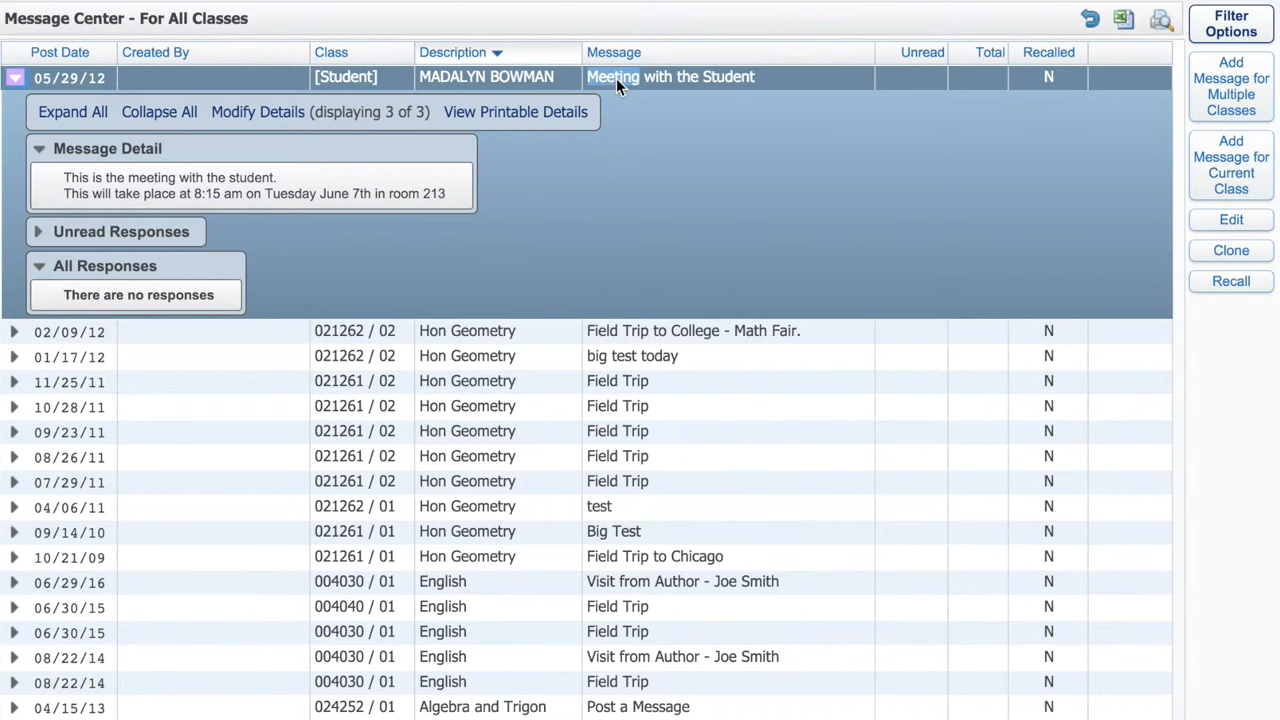 Message Center - For All Classes
Post Date Created By Class Description Message Unread Total Recalled
05/29/12 [Student] MADALYN BOWMAN Meeting with the Student N
Expand All Collapse All Modify Details (displaying 3 of 3) View Printable Details
Message Detail
This is the meeting with the student.
This will take place at 8:15 am on Tuesday June 7th in room 213
Unread Responses
All Responses
There are no responses
02/09/12 021262 / 02 Hon Geometry Field Trip to College - Math Fair. N
01/17/12 021262 / 02 Hon Geometry big test today N
11/25/11 021261 / 02 Hon Geometry Field Trip N
10/28/11 021261 / 02 Hon Geometry Field Trip N
09/23/11 021261 / 02 Hon Geometry Field Trip N
08/26/11 021261 / 02 Hon Geometry Field Trip N
07/29/11 021261 / 02 Hon Geometry Field Trip N
04/06/11 021262 / 01 Hon Geometry test N
09/14/10 021261 / 01 Hon Geometry Big Test N
10/21/09 021261 / 01 Hon Geometry Field Trip to Chicago N
06/29/16 004030 / 01 English Visit from Author - Joe Smith N
06/30/15 004040 / 01 English Field Trip N
06/30/15 004030 / 01 English Field Trip N
08/22/14 004030 / 01 English Visit from Author - Joe Smith N
08/22/14 004030 / 01 English Field Trip N
04/15/13 024252 / 01 Algebra and Trigon Post a Message N
Filter
Options
Add
Message for
Multiple
Classes
Add
Message for
Current
Class
Edit
Clone
Recall